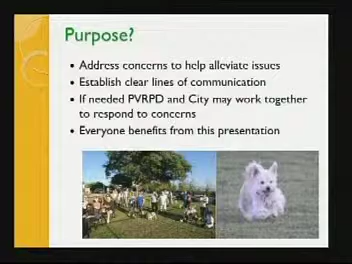 Purpose?
• Address concerns to help alleviate issues
• Establish clear lines of communication
• If needed PVRPD and City may work together
to respond to concerns
• Everyone benefits from this presentation